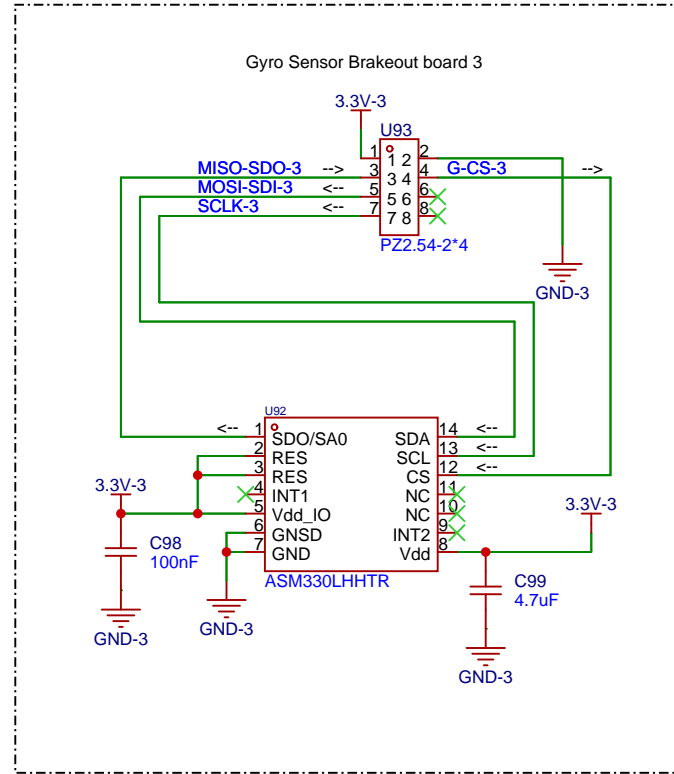 Gyro Sensor Brakeout board 3
3.3V-3
U93
1 1 2 2
MISO-SDO-3 --> 3 3 4 4 G-CS-3 -->
MOSI-SDI-3 <-- 5 5 6 6
SCLK-3 <-- 7 7 8 8
PZ2.54-2*4
GND-3
U92
<-- 1 SDO/SA0 SDA 14 <--
2 RES SCL 13 <--
3 RES CS 12 <--
3.3V-3 4 INT1 NC 11
5 Vdd_IO NC 10 3.3V-3
6 GNSD INT2 9
7 GND Vdd 8
C98
100nF
ASM330LHHTR
C99
4.7uF
GND-3
GND-3
GND-3